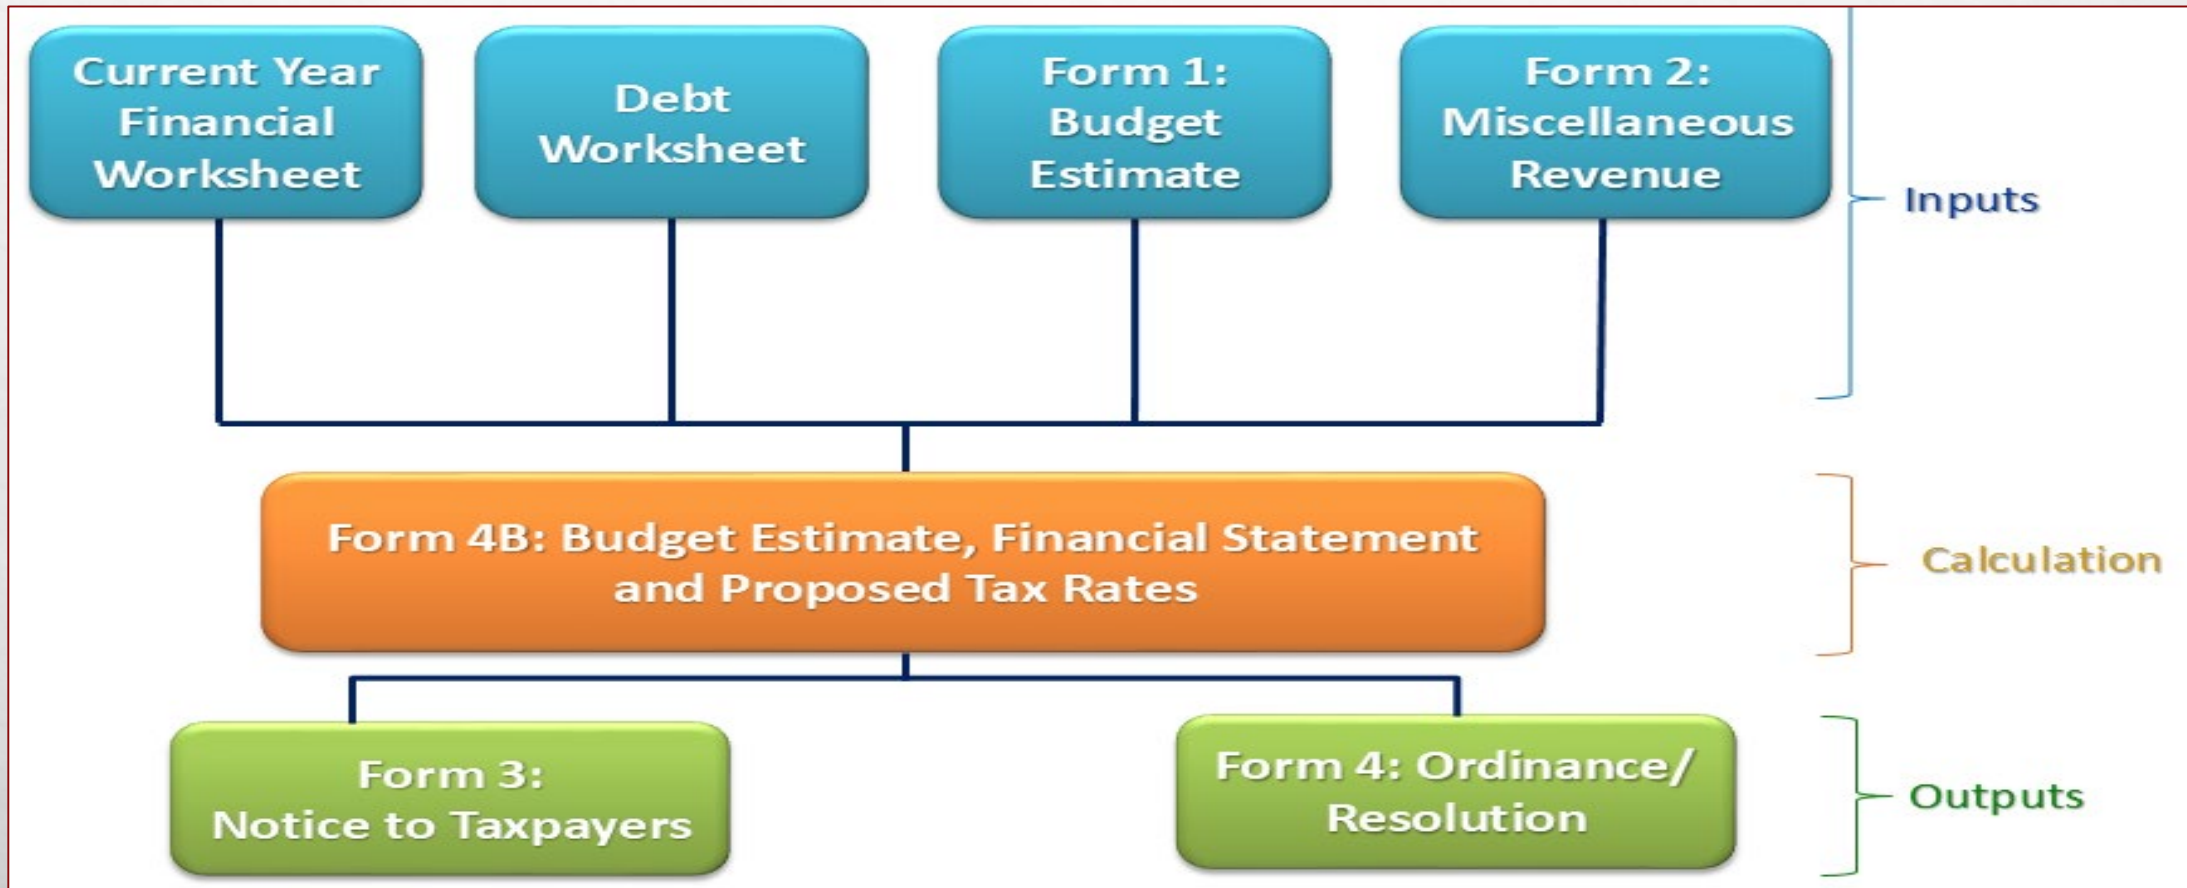 Current Year
Financial
Worksheet
Debt
Worksheet
Form 1:
Budget
Estimate
Form 2:
Miscellaneous
Revenue
Inputs
Form 4B: Budget Estimate, Financial Statement
and Proposed Tax Rates
Calculation
Form 3:
Notice to Taxpayers
Form 4: Ordinance/
Resolution
Outputs